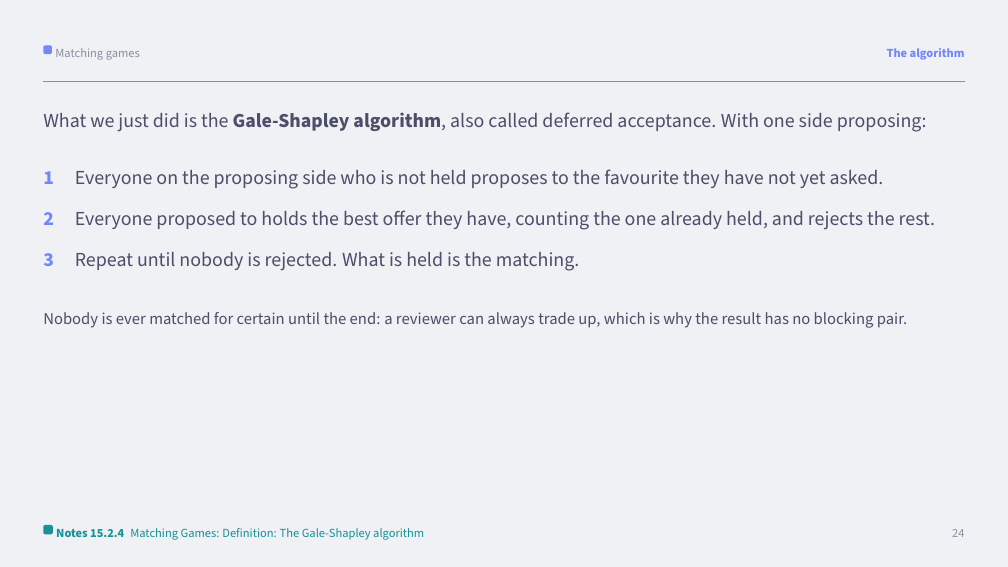 Matching games
The algorithm
What we just did is the Gale-Shapley algorithm, also called deferred acceptance. With one side proposing:
1 Everyone on the proposing side who is not held proposes to the favourite they have not yet asked.
2 Everyone proposed to holds the best offer they have, counting the one already held, and rejects the rest.
3 Repeat until nobody is rejected. What is held is the matching.
Nobody is ever matched for certain until the end: a reviewer can always trade up, which is why the result has no blocking pair.
Notes 15.2.4 Matching Games: Definition: The Gale-Shapley algorithm
24